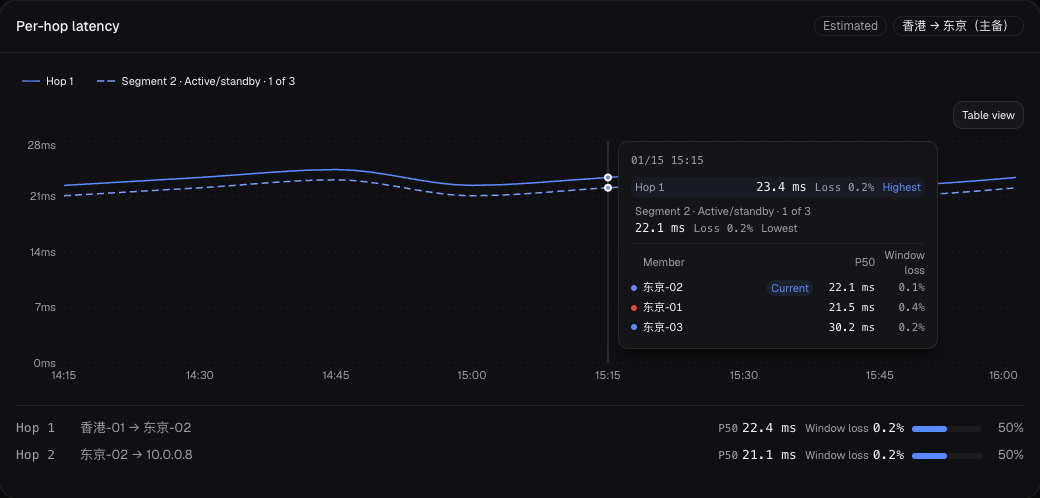 Per-hop latency
Estimated
香港 → 东京（主备）
Hop 1
Segment 2 · Active/standby · 1 of 3
Table view
28ms
21ms
14ms
7ms
0ms
14:15
14:30
14:45
15:00
15:15
15:30
15:45
16:00
01/15 15:15
Hop 1 23.4 ms Loss 0.2% Highest
Segment 2 · Active/standby · 1 of 3
22.1 ms Loss 0.2% Lowest
Member P50 Window loss
东京-02 Current 22.1 ms 0.1%
东京-01 21.5 ms 0.4%
东京-03 30.2 ms 0.2%
Hop 1 香港-01 → 东京-02 P50 22.4 ms Window loss 0.2% 50%
Hop 2 东京-02 → 10.0.0.8 P50 21.1 ms Window loss 0.2% 50%